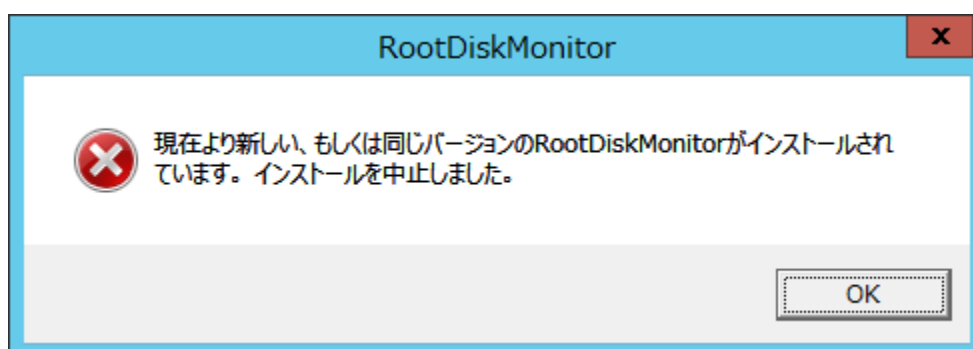 RootDiskMonitor
x
現在より新しい、もしくは同じバージョンのRootDiskMonitorがインストールされ
ています。インストールを中止しました。
OK